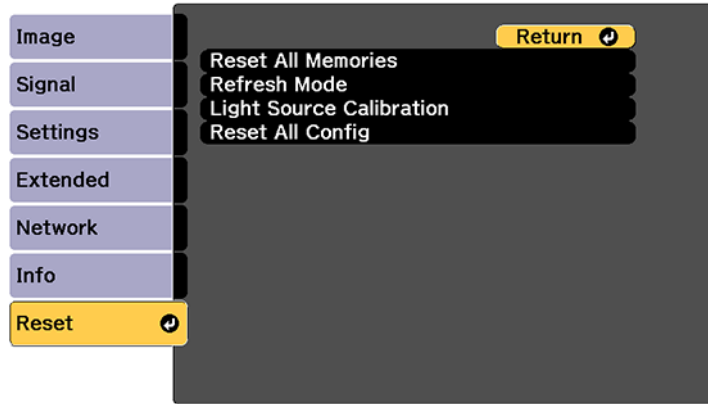 Image
Signal
Settings
Extended
Network
Info
Reset
Return
Reset All Memories
Refresh Mode
Light Source Calibration
Reset All Config